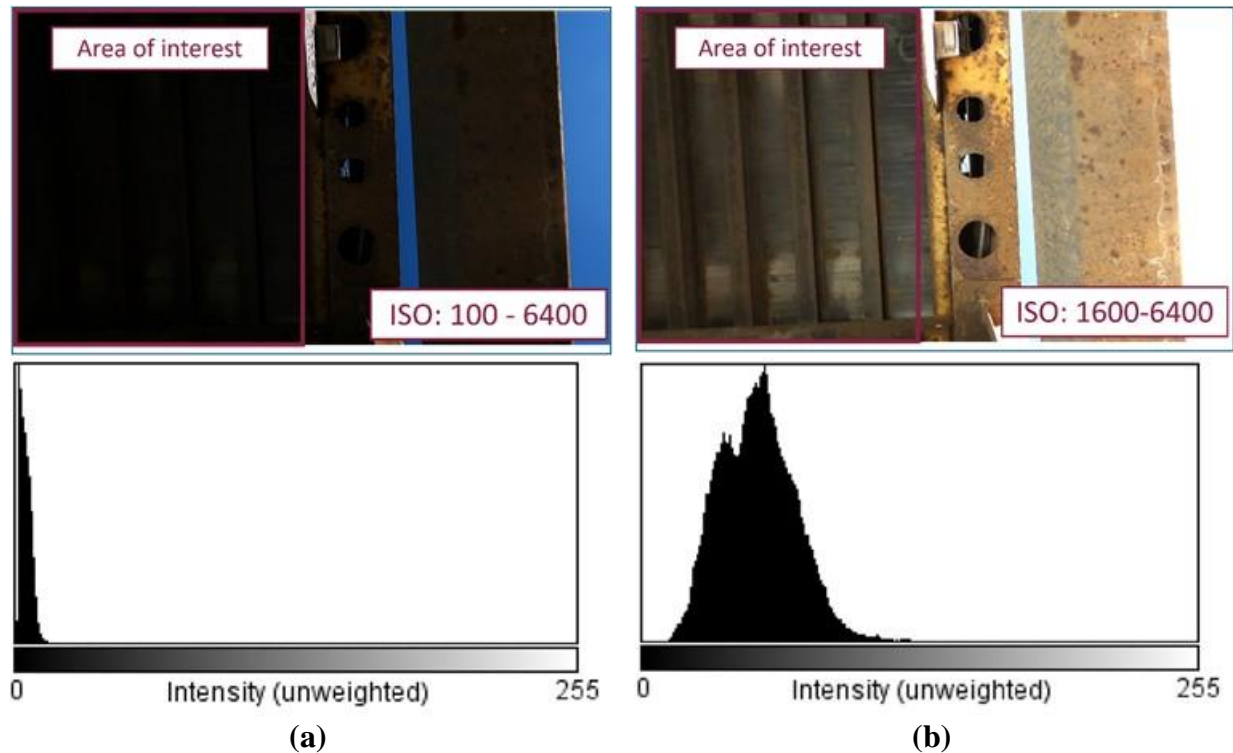 Area of interest
ISO: 100 - 6400
Area of interest
ISO: 1600-6400
0 Intensity (unweighted) 255
0 Intensity (unweighted) 255
(a)
(b)